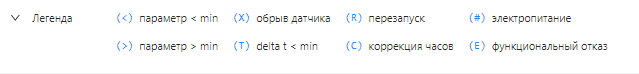 Легенда (<) параметр < min (X) обрыв датчика (R) перезапуск (#) электропитание
(>) параметр > min (T) delta t < min (C) коррекция часов (E) функциональный отказ